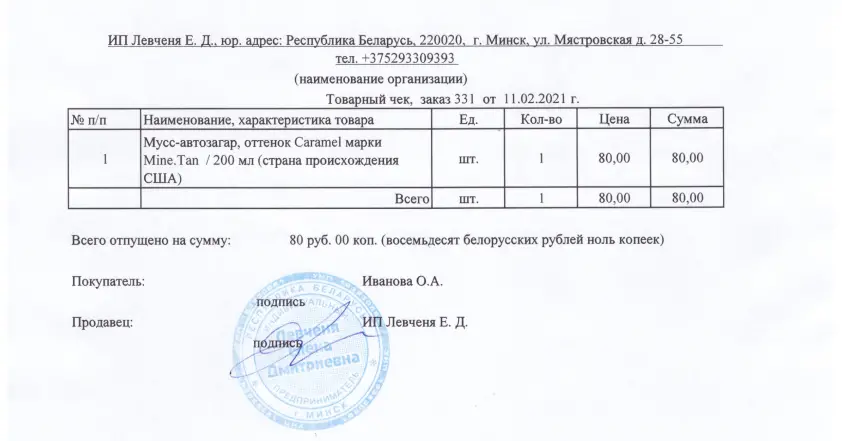 ИП Левченя Е. Д., юр. адрес: Республика Беларусь, 220020, г. Минск, ул. Мястровская д. 28-55
тел. +375293309393
(наименование организации)
Товарный чек, заказ 331 от 11.02.2021 г.
№ п/п Наименование, характеристика товара Ед. Кол-во Цена Сумма
Мусс-автозагар, оттенок Caramel марки
1 Mine.Tan / 200 мл (страна происхождения шт. 1 80,00 80,00
США)
Всего шт. 1 80,00 80,00
Всего отпущено на сумму: 80 руб. 00 коп. (восемьдесят белорусских рублей ноль копеек)
Покупатель: Иванова О.А.
подпись
Продавец: ИП Левченя Е. Д.
подпись
РЕСПУБЛИКА БЕЛАРУСЬ
ИНДИВИДУАЛЬНЫЙ
Левченя
Елена
Дмитриевна
ПРЕДПРИНИМАТЕЛЬ
г. МИНСК